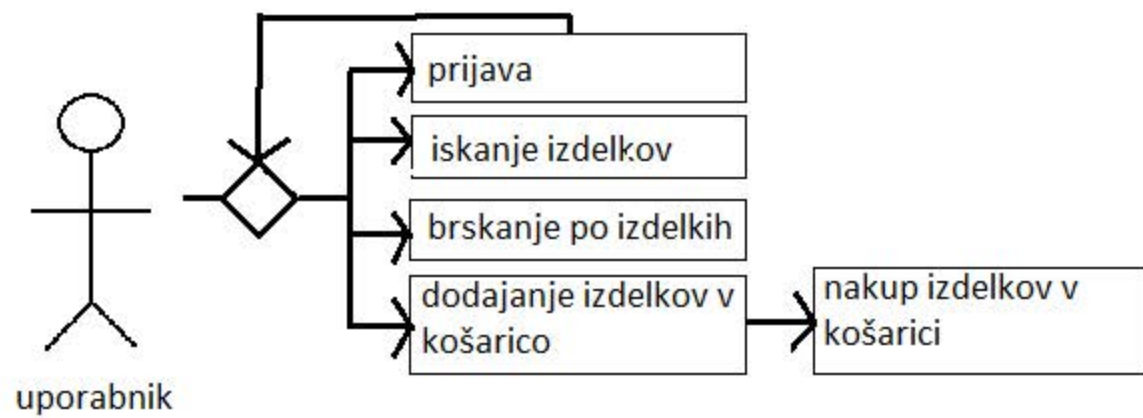 prijava
iskanje izdelkov
brskanje po izdelkih
dodajanje izdelkov v
košarico
nakup izdelkov v
košarici
uporabnik